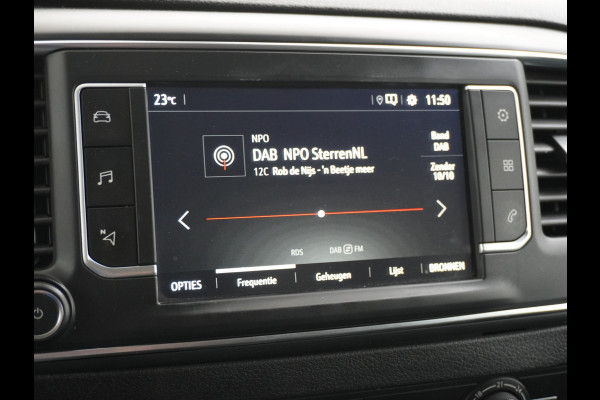 23°C
11:50
NPO
DAB NPO SterrenNL
12C Rob de Nijs - 'n Beetje meer
Band
DAB
Zender
10/10
N
RDS DAB FM
OPTIES Frequentie Geheugen Lijst BRONNEN